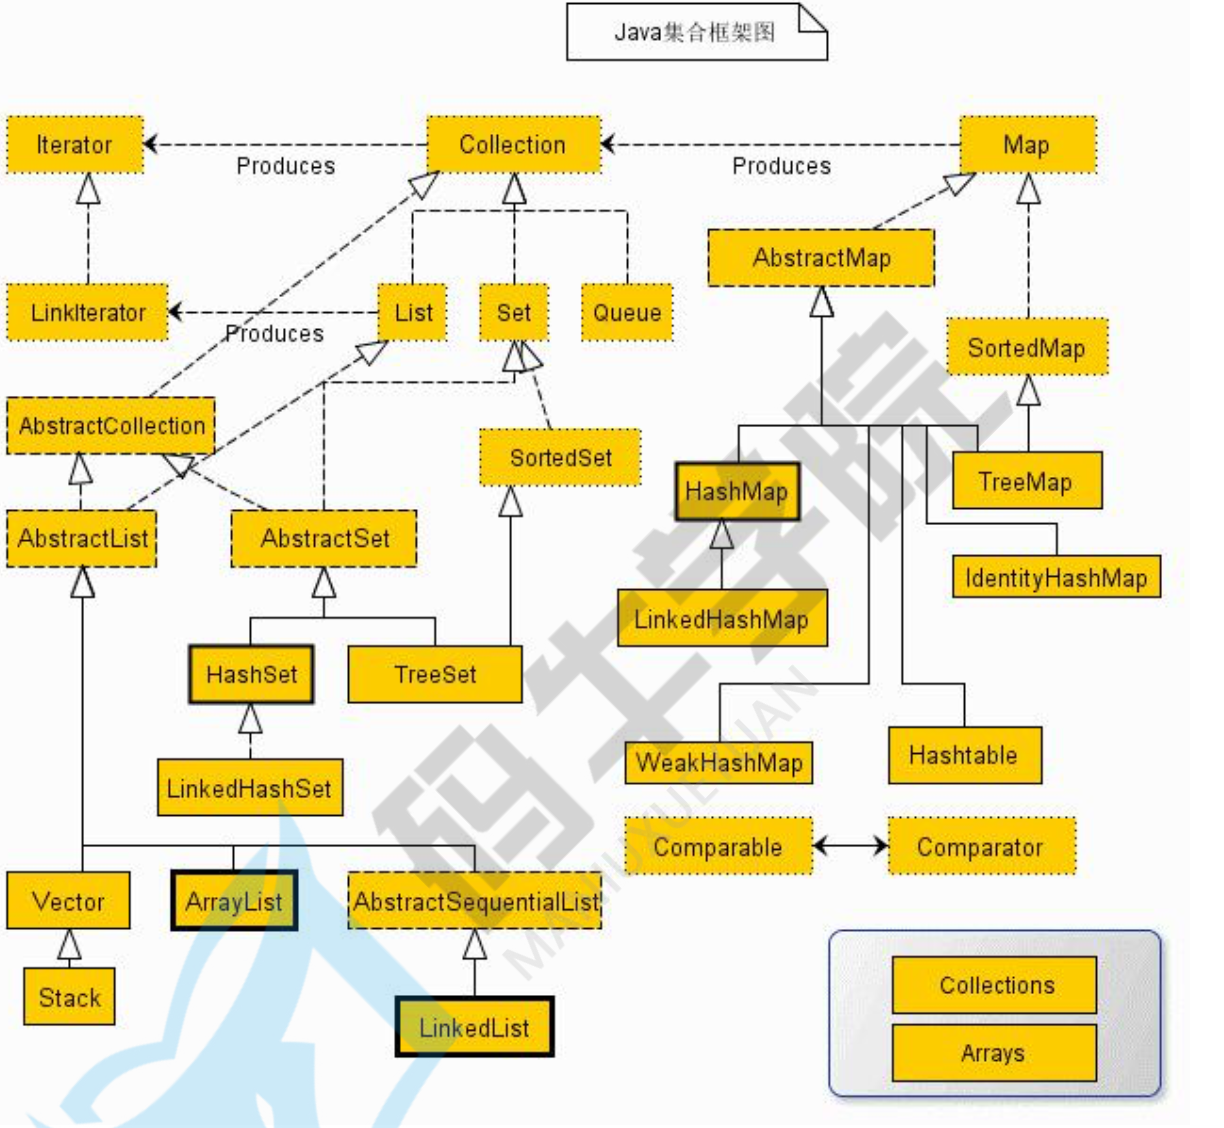 Java集合框架图
Iterator
Produces
Collection
Produces
Map
AbstractMap
LinkIterator
Produces
List
Set
Queue
SortedMap
AbstractCollection
SortedSet
HashMap
TreeMap
AbstractList
AbstractSet
IdentityHashMap
LinkedHashMap
HashSet
TreeSet
WeakHashMap
Hashtable
LinkedHashSet
Comparable
Comparator
Vector
ArrayList
AbstractSequentialList
Stack
LinkedList
Collections
Arrays
码牛学院
MANIUXUEYUAN